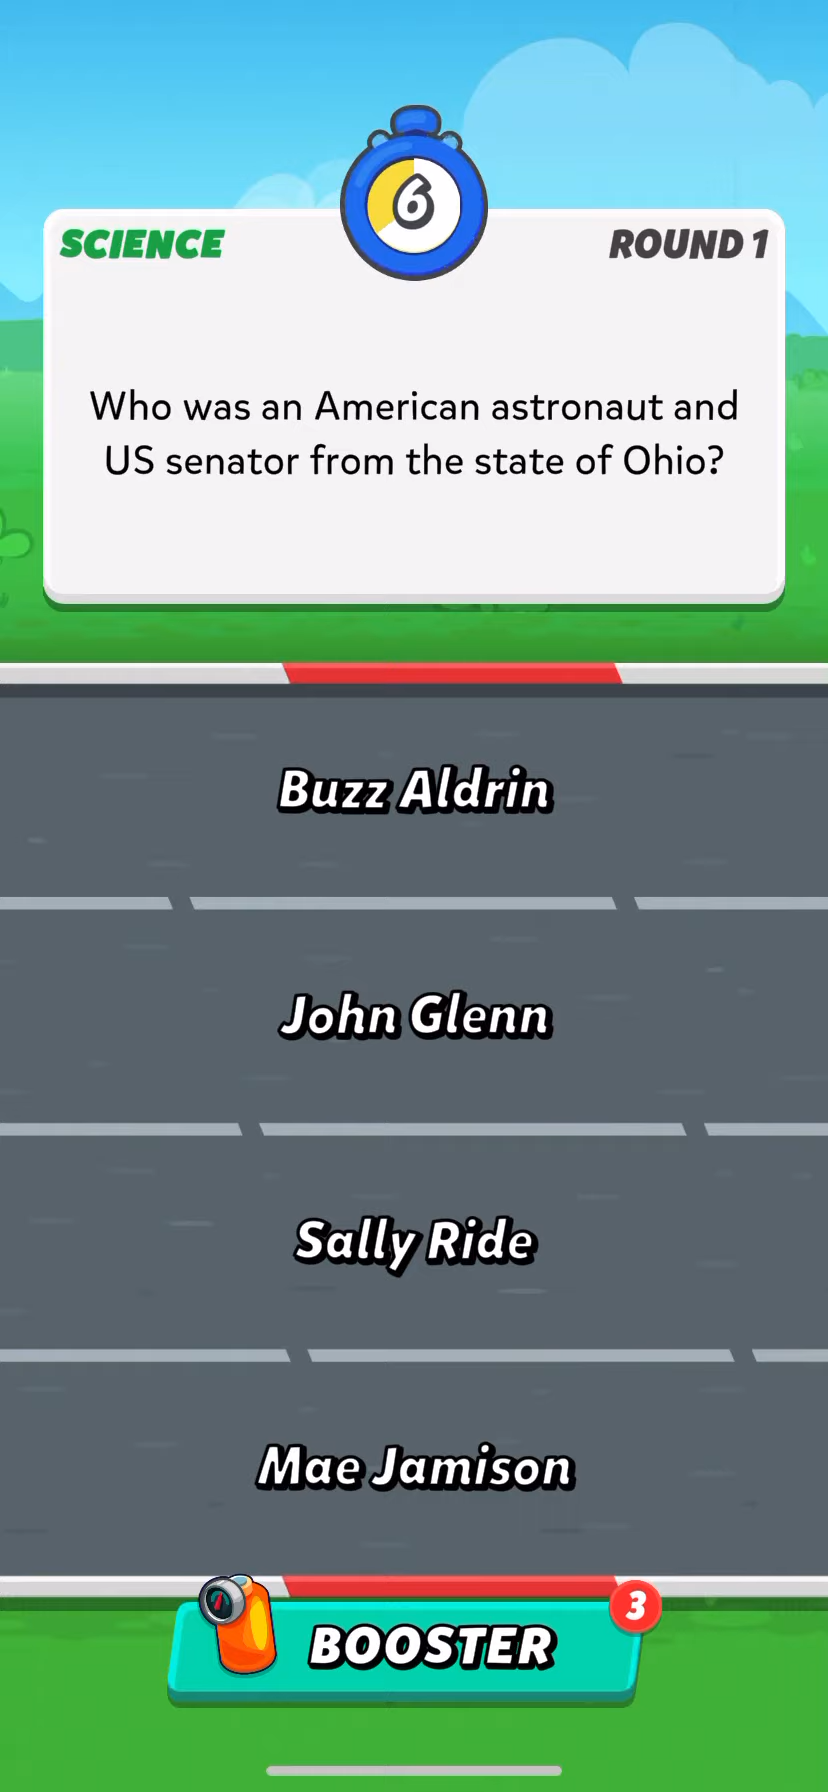 6
SCIENCE
ROUND 1
Who was an American astronaut and
US senator from the state of Ohio?
Buzz Aldrin
John Glenn
Sally Ride
Mae Jamison
3
BOOSTER